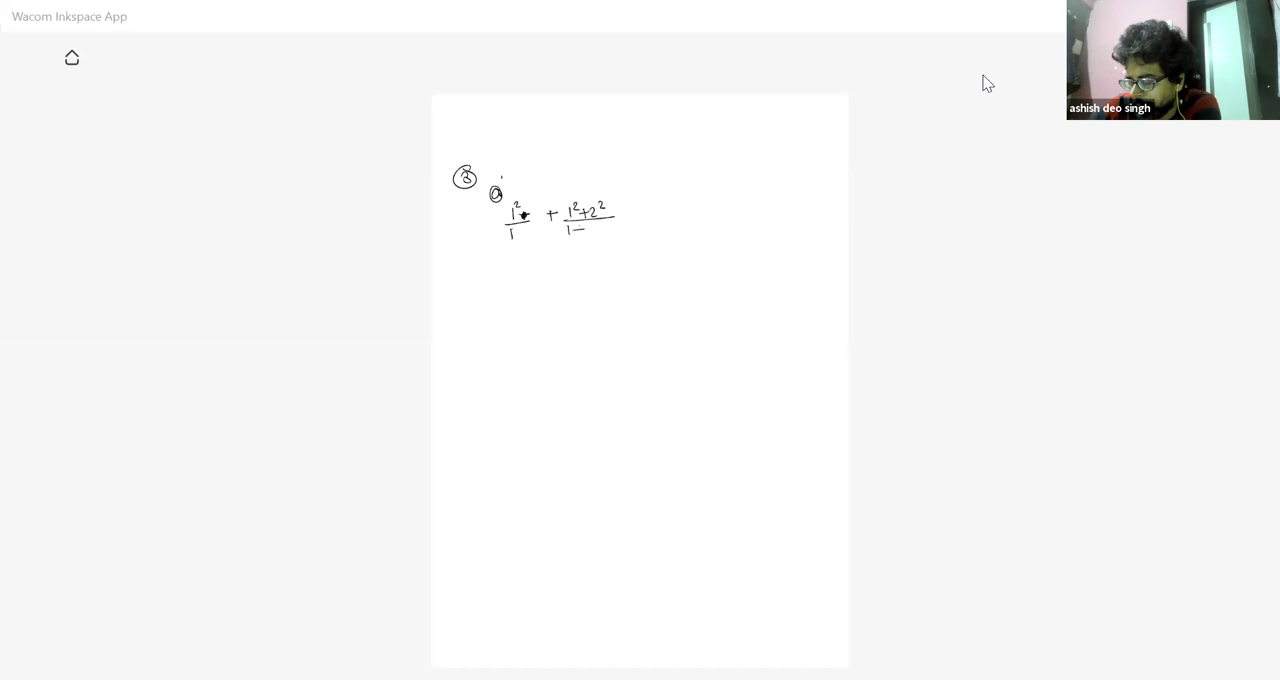 Wacom Inkspace App
ashish deo singh
③
ⓐ
1² + 1²+2²
1 1+